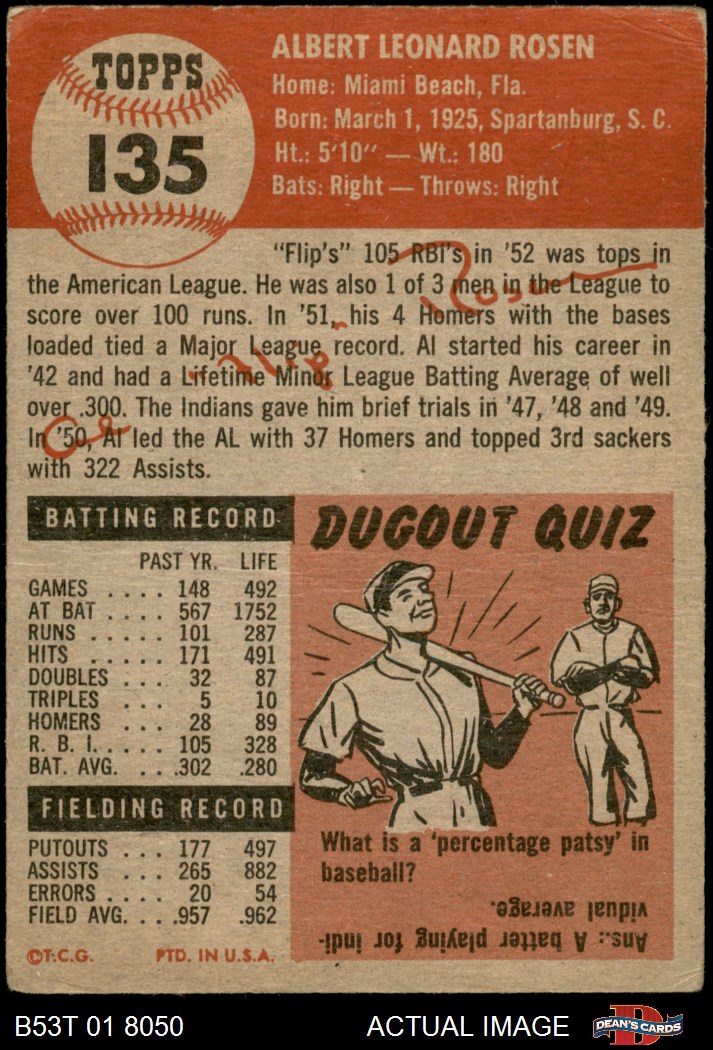 TOPPS
135
ALBERT LEONARD ROSEN
Home: Miami Beach, Fla.
Born: March 1, 1925, Spartanburg, S. C.
Ht.: 5'10" — Wt.: 180
Bats: Right — Throws: Right
"Flip's" 105 RBI's in '52 was tops in
the American League. He was also 1 of 3 men in the League to
score over 100 runs. In '51, his 4 Homers with the bases
loaded tied a Major League record. Al started his career in
'42 and had a Lifetime Minor League Batting Average of well
over .300. The Indians gave him brief trials in '47, '48 and '49.
In '50, Al led the AL with 37 Homers and topped 3rd sackers
with 322 Assists.
Al "Flip" Rosen
BATTING RECORD
PAST YR. LIFE
GAMES .... 148 492
AT BAT .... 567 1752
RUNS ..... 101 287
HITS ..... 171 491
DOUBLES ... 32 87
TRIPLES ... 5 10
HOMERS ... 28 89
R. B. I. .... 105 328
BAT. AVG. ... .302 .280
FIELDING RECORD
PUTOUTS ... 177 497
ASSISTS ... 265 882
ERRORS .... 20 54
FIELD AVG. ... .957 .962
©T.C.G. PTD. IN U.S.A.
DUGOUT QUIZ
What is a 'percentage patsy' in
baseball?
Ans.: A batter playing for indi-
vidual average.
B53T 01 8050 ACTUAL IMAGE
D
DEAN'S CARDS